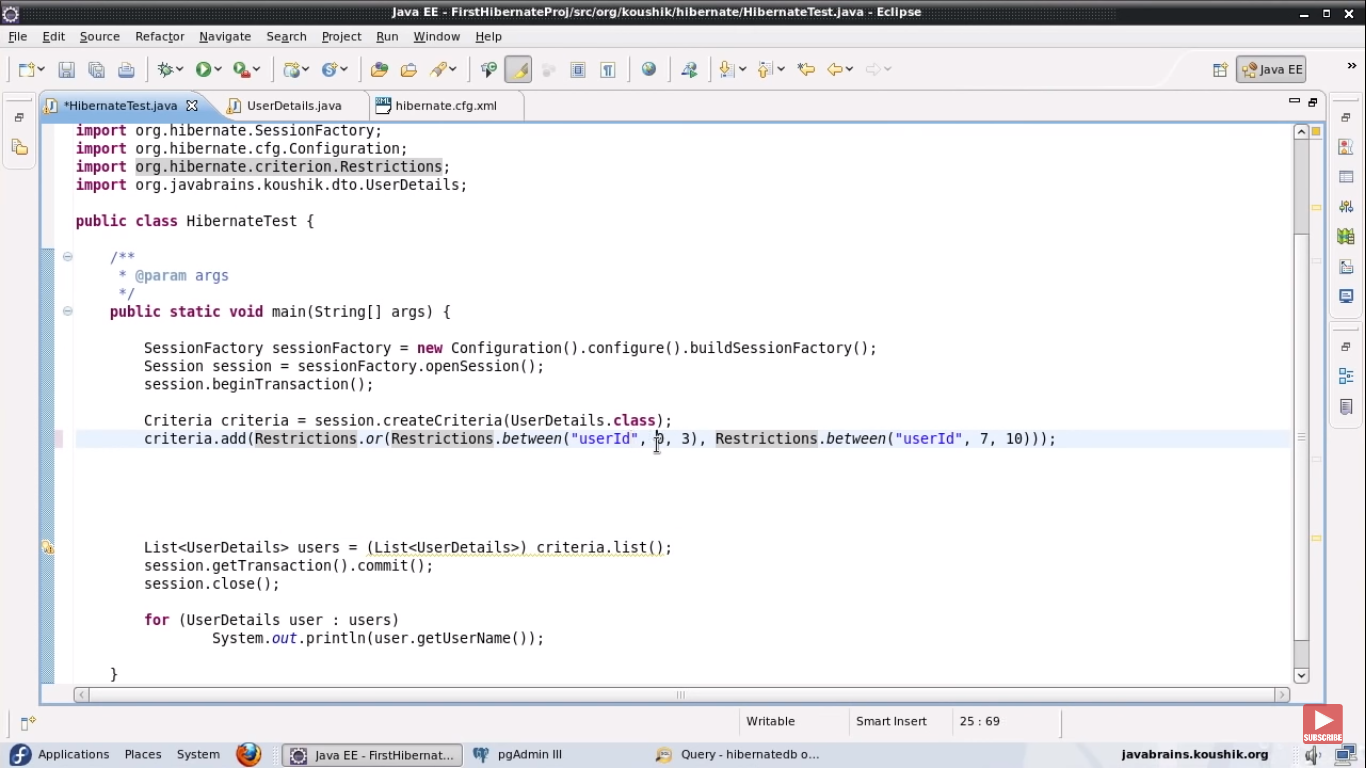 Java EE - FirstHibernateProj/src/org/koushik/hibernate/HibernateTest.java - Eclipse
File Edit Source Refactor Navigate Search Project Run Window Help
Java EE
*HibernateTest.java UserDetails.java hibernate.cfg.xml
import org.hibernate.SessionFactory;
import org.hibernate.cfg.Configuration;
import org.hibernate.criterion.Restrictions;
import org.javabrains.koushik.dto.UserDetails;
public class HibernateTest {
/**
* @param args
*/
public static void main(String[] args) {
SessionFactory sessionFactory = new Configuration().configure().buildSessionFactory();
Session session = sessionFactory.openSession();
session.beginTransaction();
Criteria criteria = session.createCriteria(UserDetails.class);
criteria.add(Restrictions.or(Restrictions.between("userId", 0, 3), Restrictions.between("userId", 7, 10)));
List<UserDetails> users = (List<UserDetails>) criteria.list();
session.getTransaction().commit();
session.close();
for (UserDetails user : users)
System.out.println(user.getUserName());
}
Writable Smart Insert 25 : 69
SUBSCRIBE
Applications Places System Java EE - FirstHibernat... pgAdmin III Query - hibernatedb o... javabrains.koushik.org